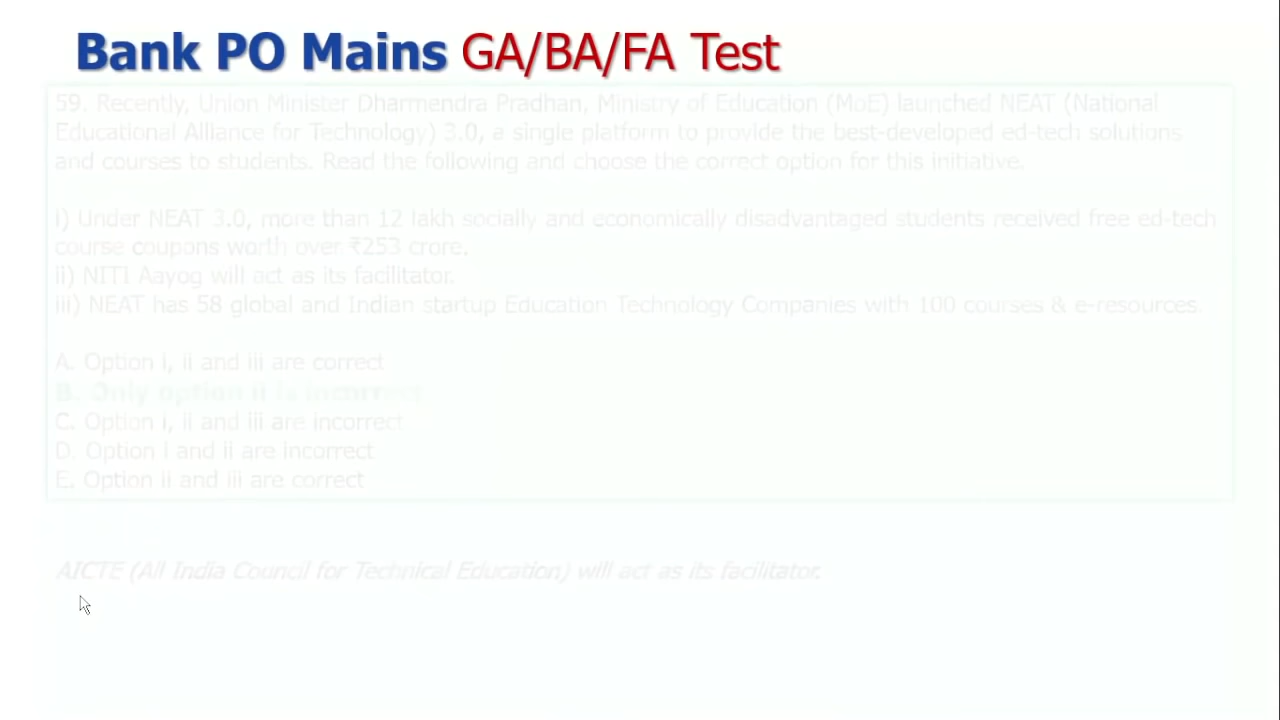 Bank PO Mains GA/BA/FA Test
59. Recently, Union Minister Dharmendra Pradhan, Ministry of Education (MoE) launched NEAT (National
Educational Alliance for Technology) 3.0, a single platform to provide the best-developed ed-tech solutions
and courses to students. Read the following and choose the correct option for this initiative.
i) Under NEAT 3.0, more than 12 lakh socially and economically disadvantaged students received free ed-tech
course coupons worth over ₹253 crore.
ii) NITI Aayog will act as its facilitator.
iii) NEAT has 58 global and Indian startup Education Technology Companies with 100 courses & e-resources.
A. Option i, ii and iii are correct
B. Only option ii is incorrect
C. Option i, ii and iii are incorrect
D. Option i and ii are incorrect
E. Option ii and iii are correct
AICTE (All India Council for Technical Education) will act as its facilitator.